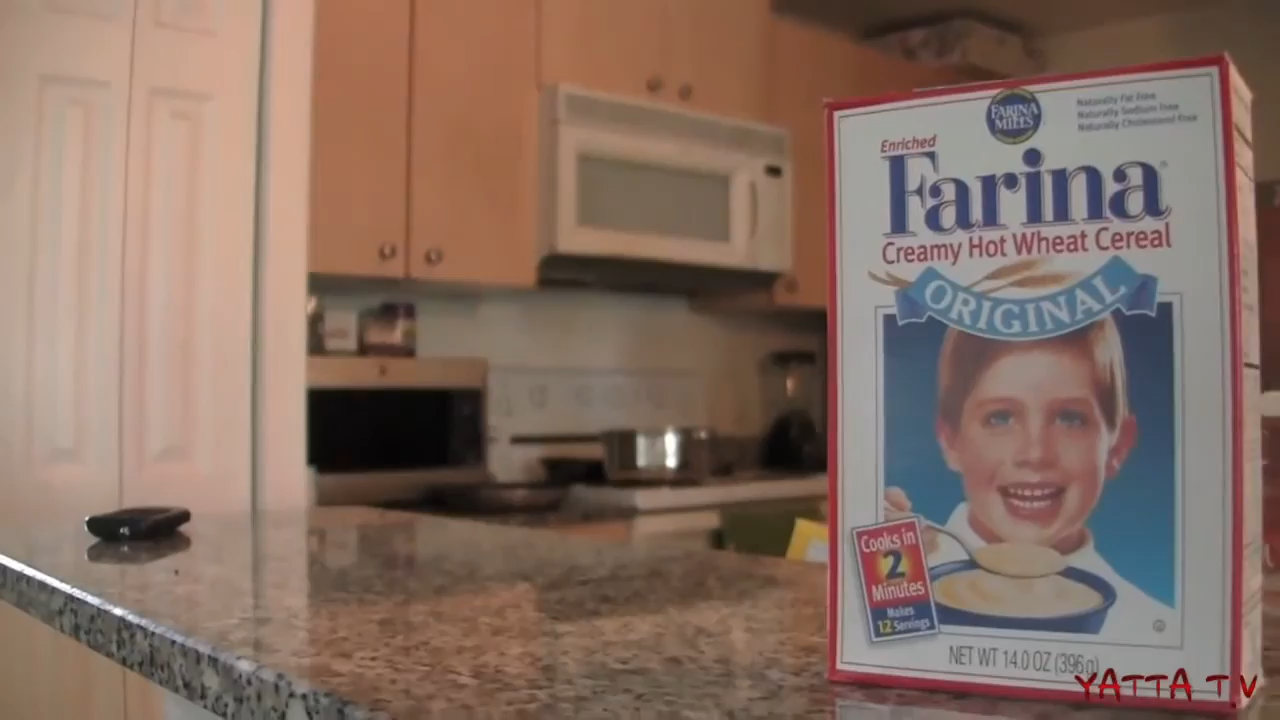 FARINA
MILLS
Naturally Fat Free
Naturally Sodium Free
Naturally Cholesterol Free
Enriched
Farina
Creamy Hot Wheat Cereal
ORIGINAL
Cooks in
2
Minutes
Makes
12 Servings
NET WT 14.0 OZ (396g)
YATTA T.V